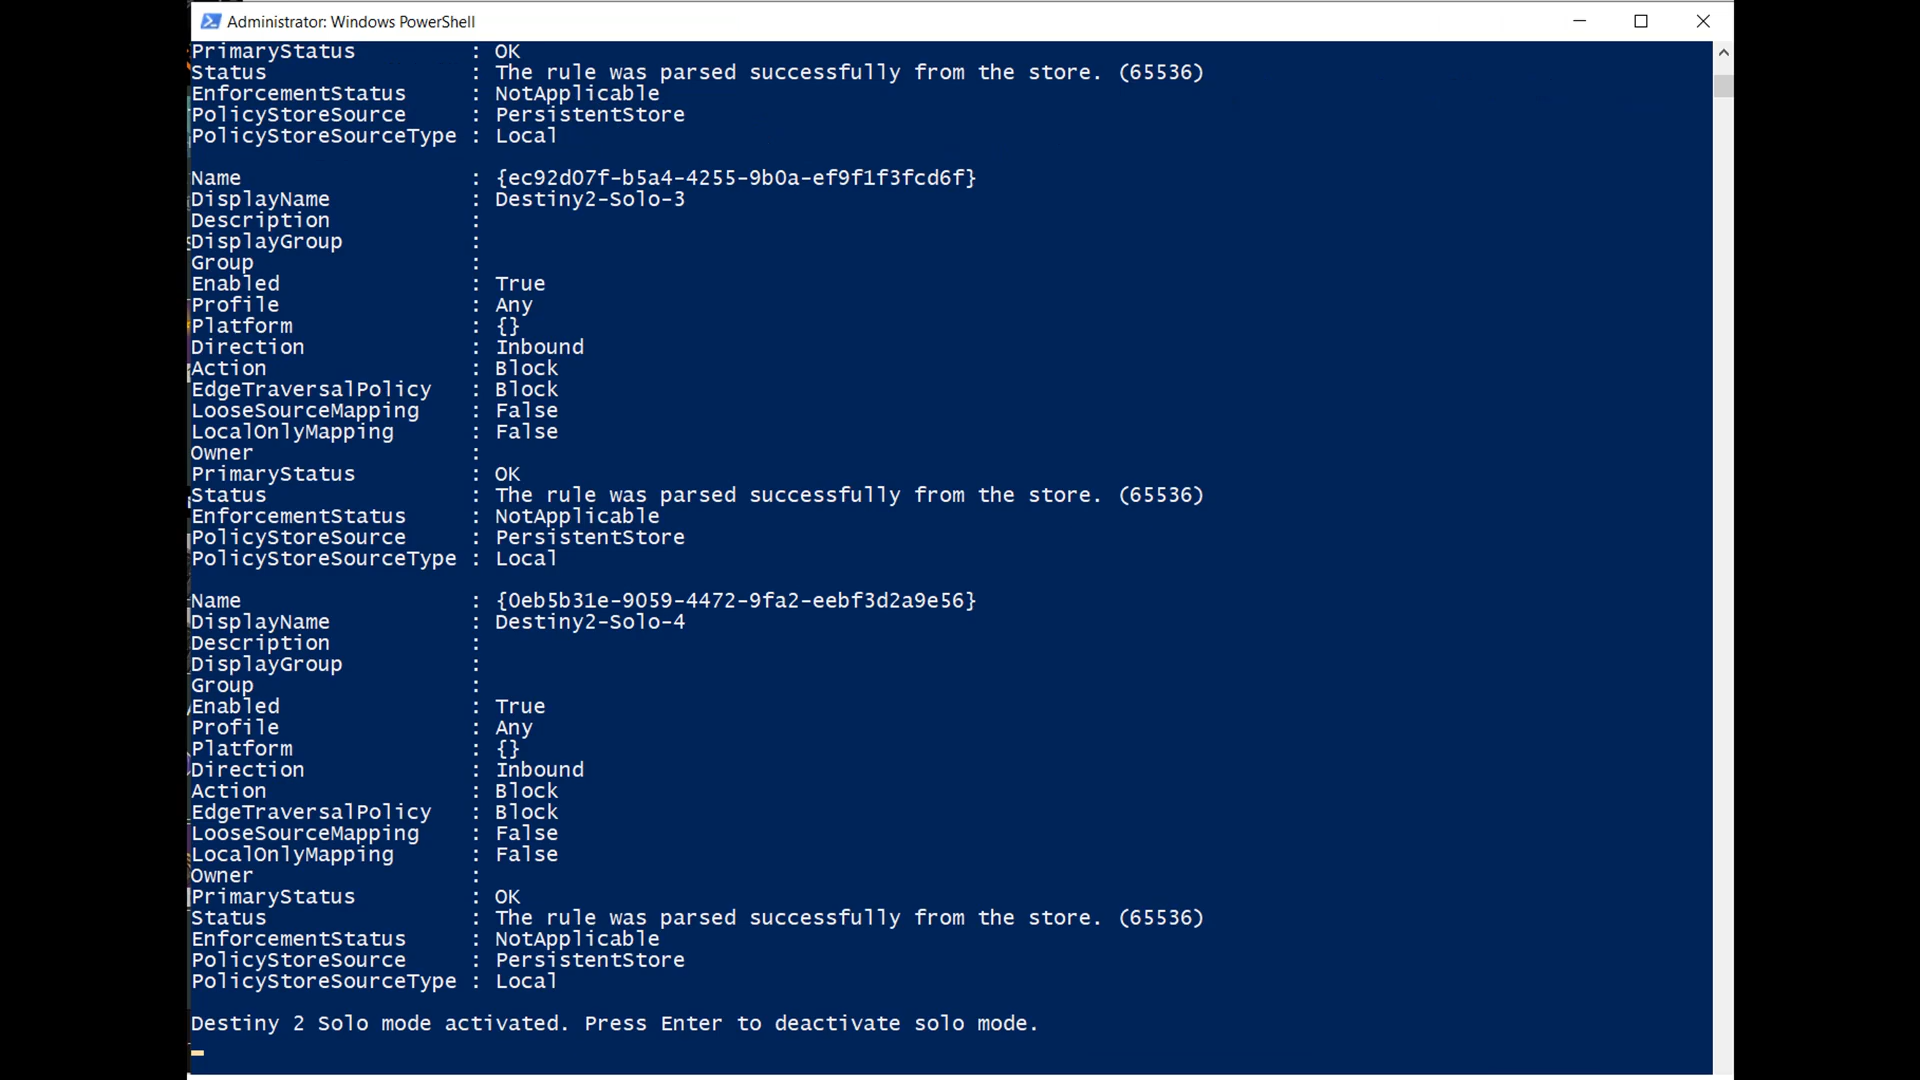 Administrator: Windows PowerShell
PrimaryStatus : OK
Status : The rule was parsed successfully from the store. (65536)
EnforcementStatus : NotApplicable
PolicyStoreSource : PersistentStore
PolicyStoreSourceType : Local
Name : {ec92d07f-b5a4-4255-9b0a-ef9f1f3fcd6f}
DisplayName : Destiny2-Solo-3
Description :
DisplayGroup :
Group :
Enabled : True
Profile : Any
Platform : {}
Direction : Inbound
Action : Block
EdgeTraversalPolicy : Block
LooseSourceMapping : False
LocalOnlyMapping : False
Owner :
PrimaryStatus : OK
Status : The rule was parsed successfully from the store. (65536)
EnforcementStatus : NotApplicable
PolicyStoreSource : PersistentStore
PolicyStoreSourceType : Local
Name : {0eb5b31e-9059-4472-9fa2-eebf3d2a9e56}
DisplayName : Destiny2-Solo-4
Description :
DisplayGroup :
Group :
Enabled : True
Profile : Any
Platform : {}
Direction : Inbound
Action : Block
EdgeTraversalPolicy : Block
LooseSourceMapping : False
LocalOnlyMapping : False
Owner :
PrimaryStatus : OK
Status : The rule was parsed successfully from the store. (65536)
EnforcementStatus : NotApplicable
PolicyStoreSource : PersistentStore
PolicyStoreSourceType : Local
Destiny 2 Solo mode activated. Press Enter to deactivate solo mode.